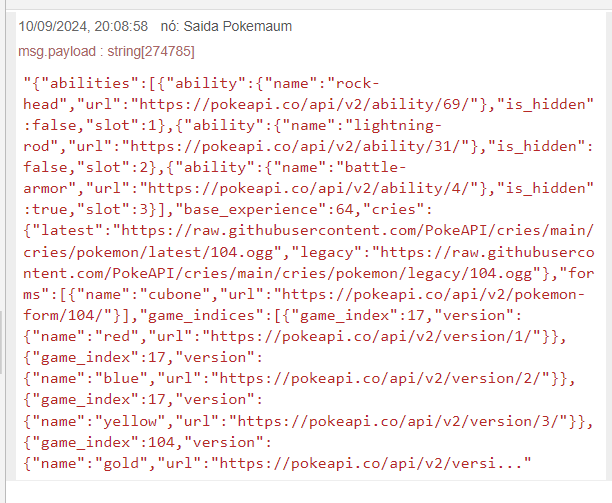 10/09/2024, 20:08:58 nó: Saida Pokemaum
msg.payload : string[274785]
"{"abilities":[{"ability":{"name":"rock-
head","url":"https://pokeapi.co/api/v2/ability/69/"},"is_hidden"
:false,"slot":1},{"ability":{"name":"lightning-
rod","url":"https://pokeapi.co/api/v2/ability/31/"},"is_hidden":
false,"slot":2},{"ability":{"name":"battle-
armor","url":"https://pokeapi.co/api/v2/ability/4/"},"is_hidden"
:true,"slot":3}],"base_experience":64,"cries":
{"latest":"https://raw.githubusercontent.com/PokeAPI/cries/main/
cries/pokemon/latest/104.ogg","legacy":"https://raw.githubuserco
ntent.com/PokeAPI/cries/main/cries/pokemon/legacy/104.ogg"},"for
ms":[{"name":"cubone","url":"https://pokeapi.co/api/v2/pokemon-
form/104/"}],"game_indices":[{"game_index":17,"version":
{"name":"red","url":"https://pokeapi.co/api/v2/version/1/"}},
{"game_index":17,"version":
{"name":"blue","url":"https://pokeapi.co/api/v2/version/2/"}},
{"game_index":17,"version":
{"name":"yellow","url":"https://pokeapi.co/api/v2/version/3/"}},
{"game_index":104,"version":
{"name":"gold","url":"https://pokeapi.co/api/v2/versi..."